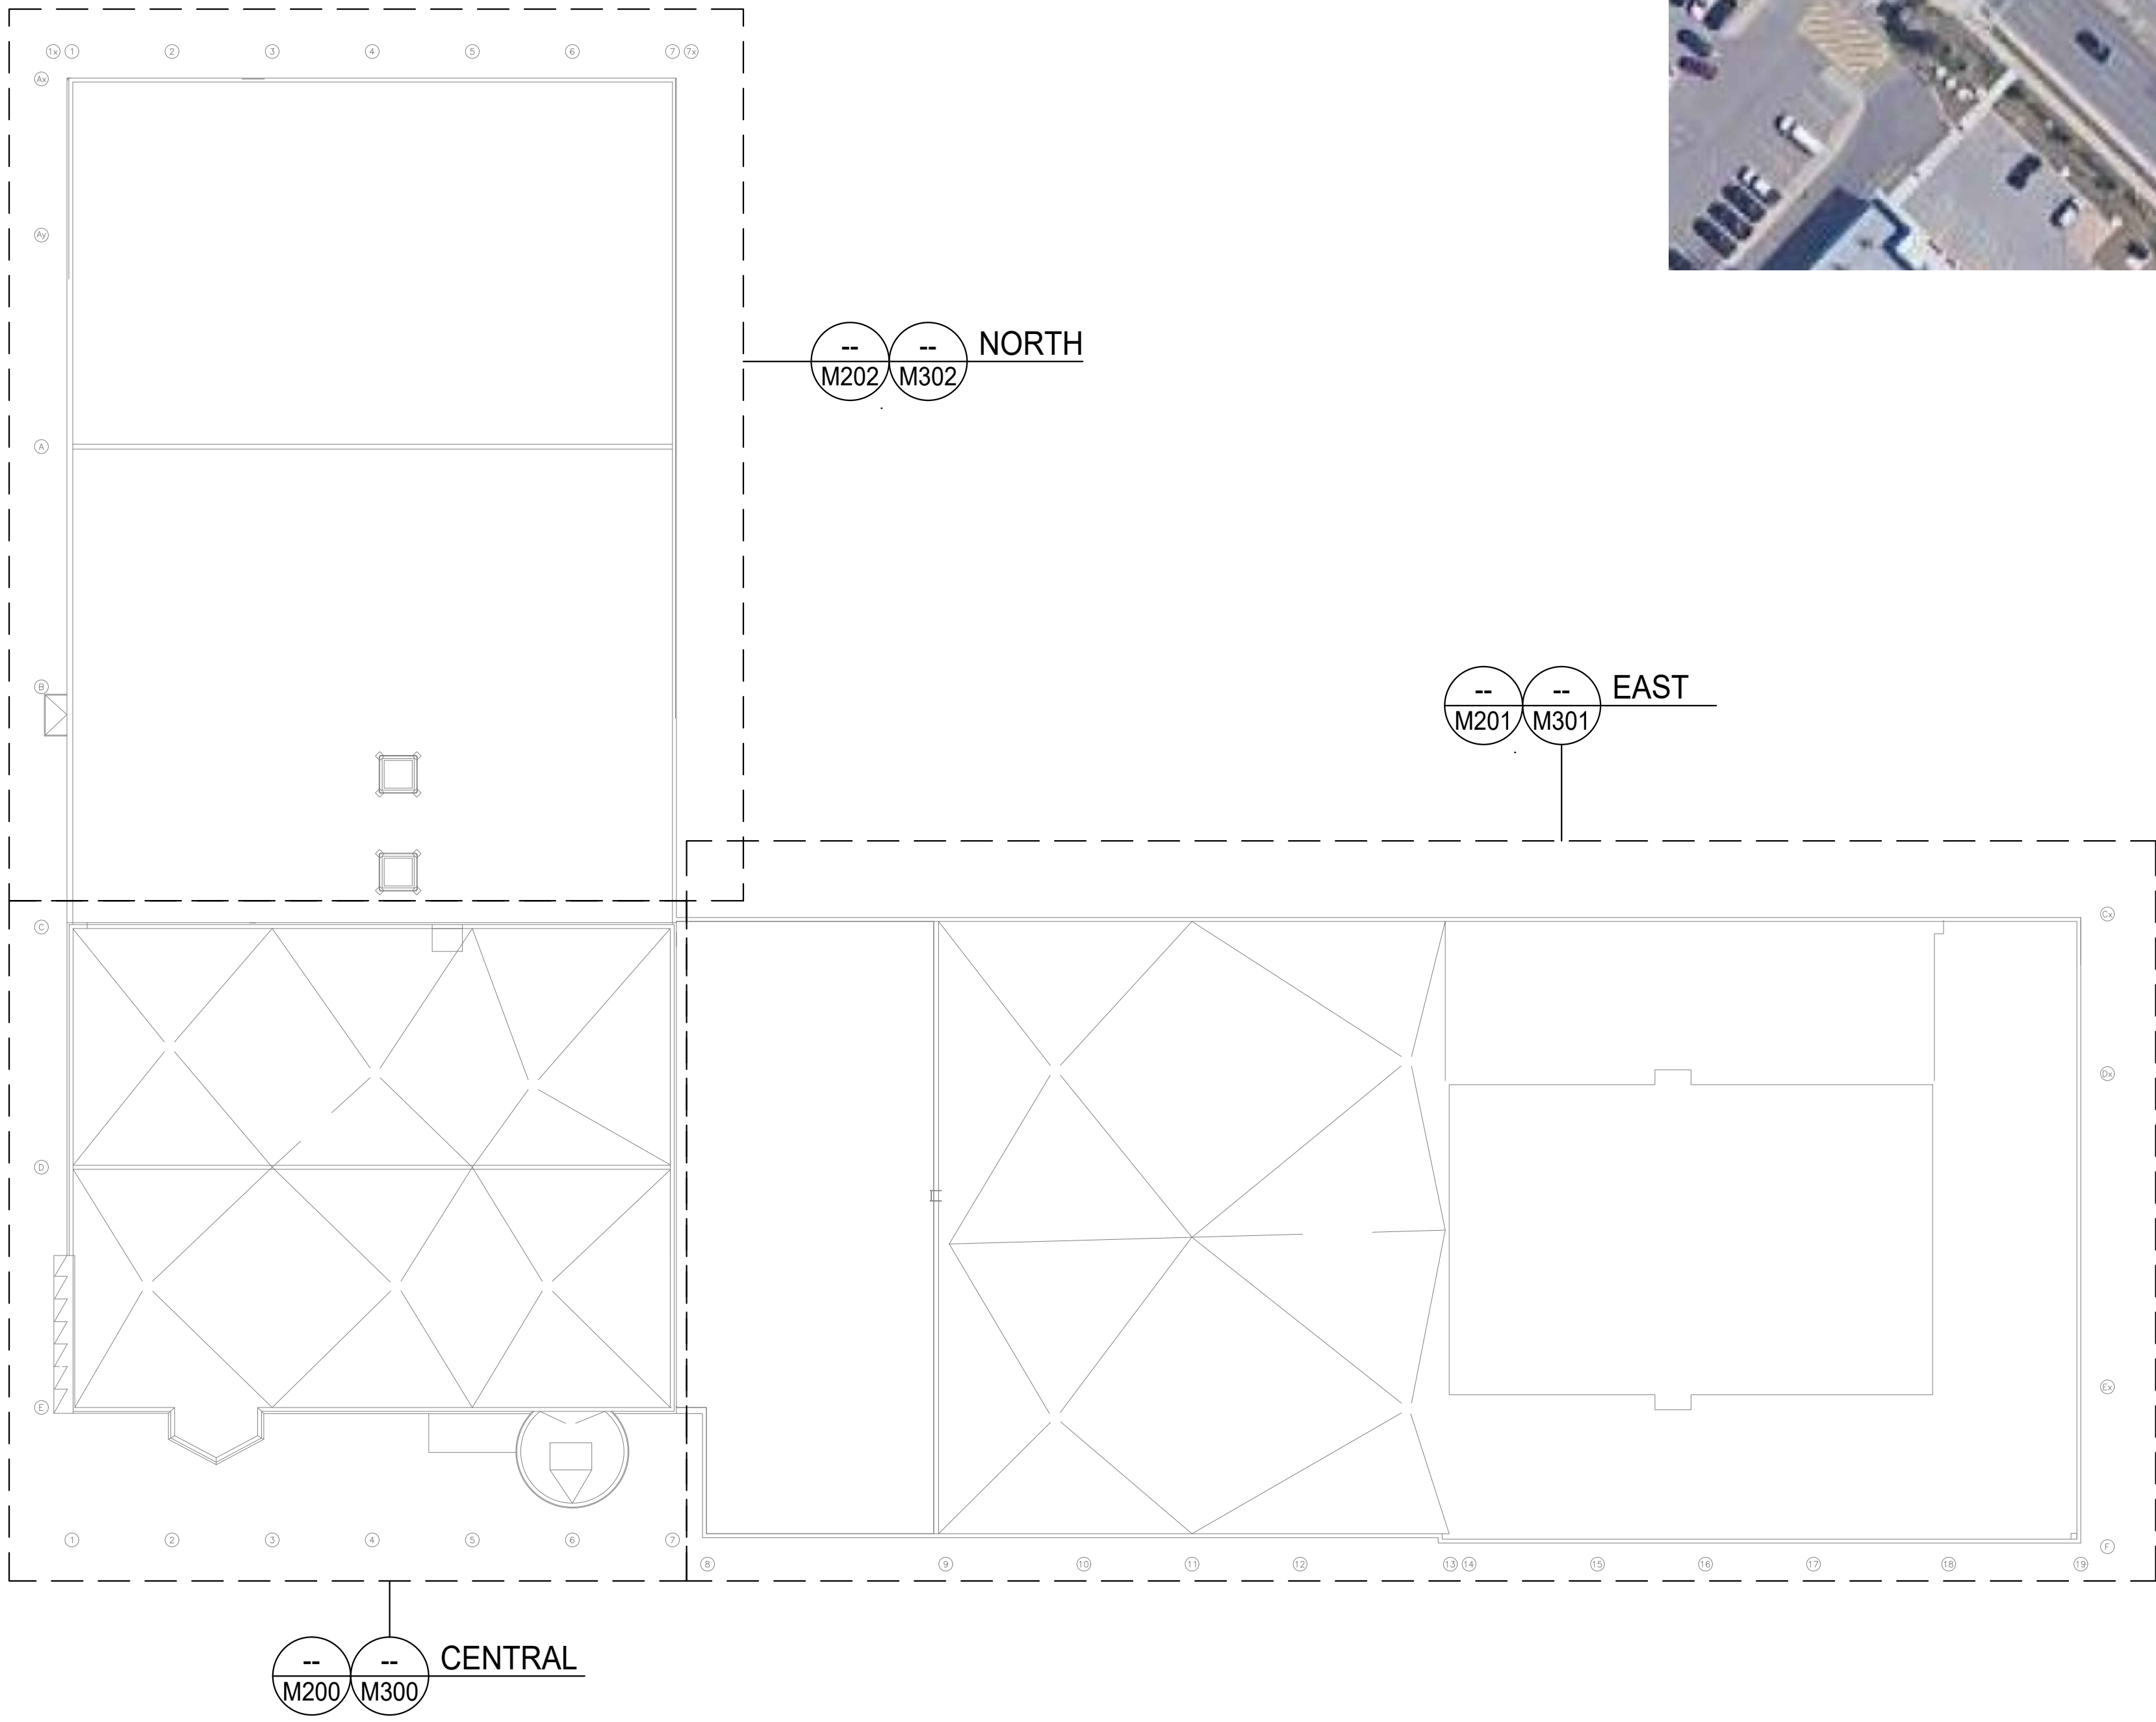 1x 1 2 3 4 5 6 7 7x
Ax
Ay
-- -- NORTH
M202 M302
A
B
-- -- EAST
M201 M301
C
Cx
Dx
D
Ex
E
1 2 3 4 5 6 7
F
8 9 10 11 12 13 14 15 16 17 18 19
-- -- CENTRAL
M200 M300